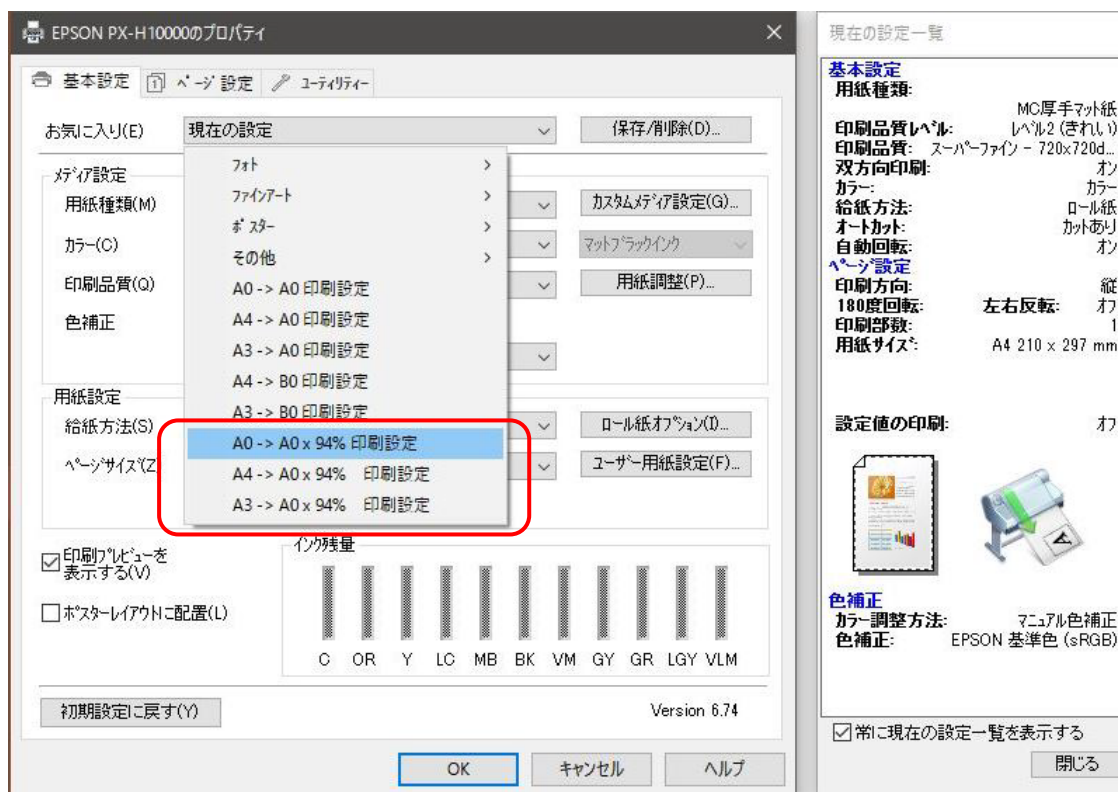 EPSON PX-H10000のプロパティ
基本設定
ページ設定
ユーティリティー
お気に入り(E)
現在の設定
保存/削除(D)...
フォト
ファインアート
ポスター
その他
A0 -> A0 印刷設定
A4 -> A0 印刷設定
A3 -> A0 印刷設定
A4 -> B0 印刷設定
A3 -> B0 印刷設定
A0 -> A0 x 94% 印刷設定
A4 -> A0 x 94%　印刷設定
A3 -> A0 x 94%　印刷設定
メディア設定
用紙種類(M)
カスタムメディア設定(G)...
カラー(C)
マットブラックインク
印刷品質(Q)
用紙調整(P)...
色補正
用紙設定
給紙方法(S)
ロール紙オプション(I)...
ページサイズ(Z
ユーザー用紙設定(F)...
印刷プレビューを
表示する(V)
ポスターレイアウトに配置(L)
インク残量
C OR Y LC MB BK VM GY GR LGY VLM
初期設定に戻す(Y)
Version 6.74
OK
キャンセル
ヘルプ
現在の設定一覧
基本設定
用紙種類:
MC厚手マット紙
印刷品質レベル: レベル2 (きれい)
印刷品質: スーパーファイン - 720x720d...
双方向印刷: オン
カラー: カラー
給紙方法: ロール紙
オートカット: カットあり
自動回転: オン
ページ設定
印刷方向: 縦
180度回転: 左右反転: オフ
印刷部数: 1
用紙サイズ: A4 210 x 297 mm
設定値の印刷: オフ
A
色補正
カラー調整方法: マニュアル色補正
色補正: EPSON 基準色 (sRGB)
常に現在の設定一覧を表示する
閉じる